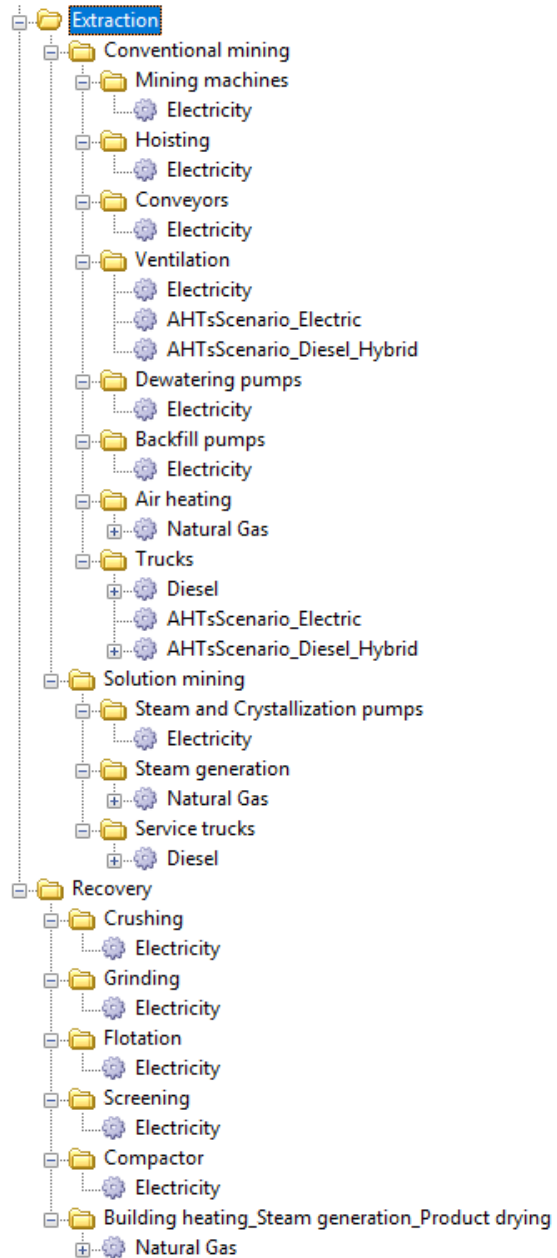 Extraction
Conventional mining
Mining machines
Electricity
Hoisting
Electricity
Conveyors
Electricity
Ventilation
Electricity
AHTsScenario_Electric
AHTsScenario_Diesel_Hybrid
Dewatering pumps
Electricity
Backfill pumps
Electricity
Air heating
Natural Gas
Trucks
Diesel
AHTsScenario_Electric
AHTsScenario_Diesel_Hybrid
Solution mining
Steam and Crystallization pumps
Electricity
Steam generation
Natural Gas
Service trucks
Diesel
Recovery
Crushing
Electricity
Grinding
Electricity
Flotation
Electricity
Screening
Electricity
Compactor
Electricity
Building heating_Steam generation_Product drying
Natural Gas